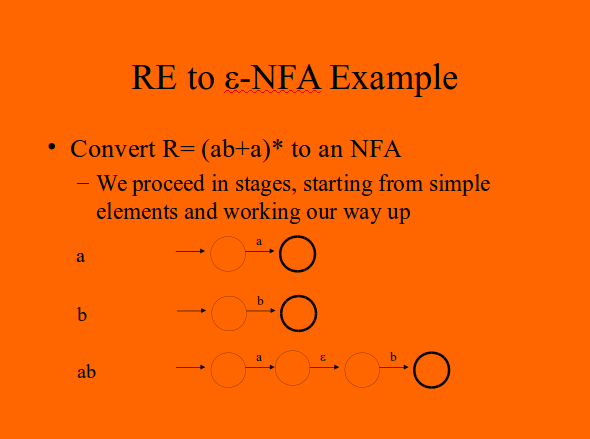 RE to ε-NFA Example
• Convert R= (ab+a)* to an NFA
– We proceed in stages, starting from simple
elements and working our way up
a
a
b
b
a ε b
ab